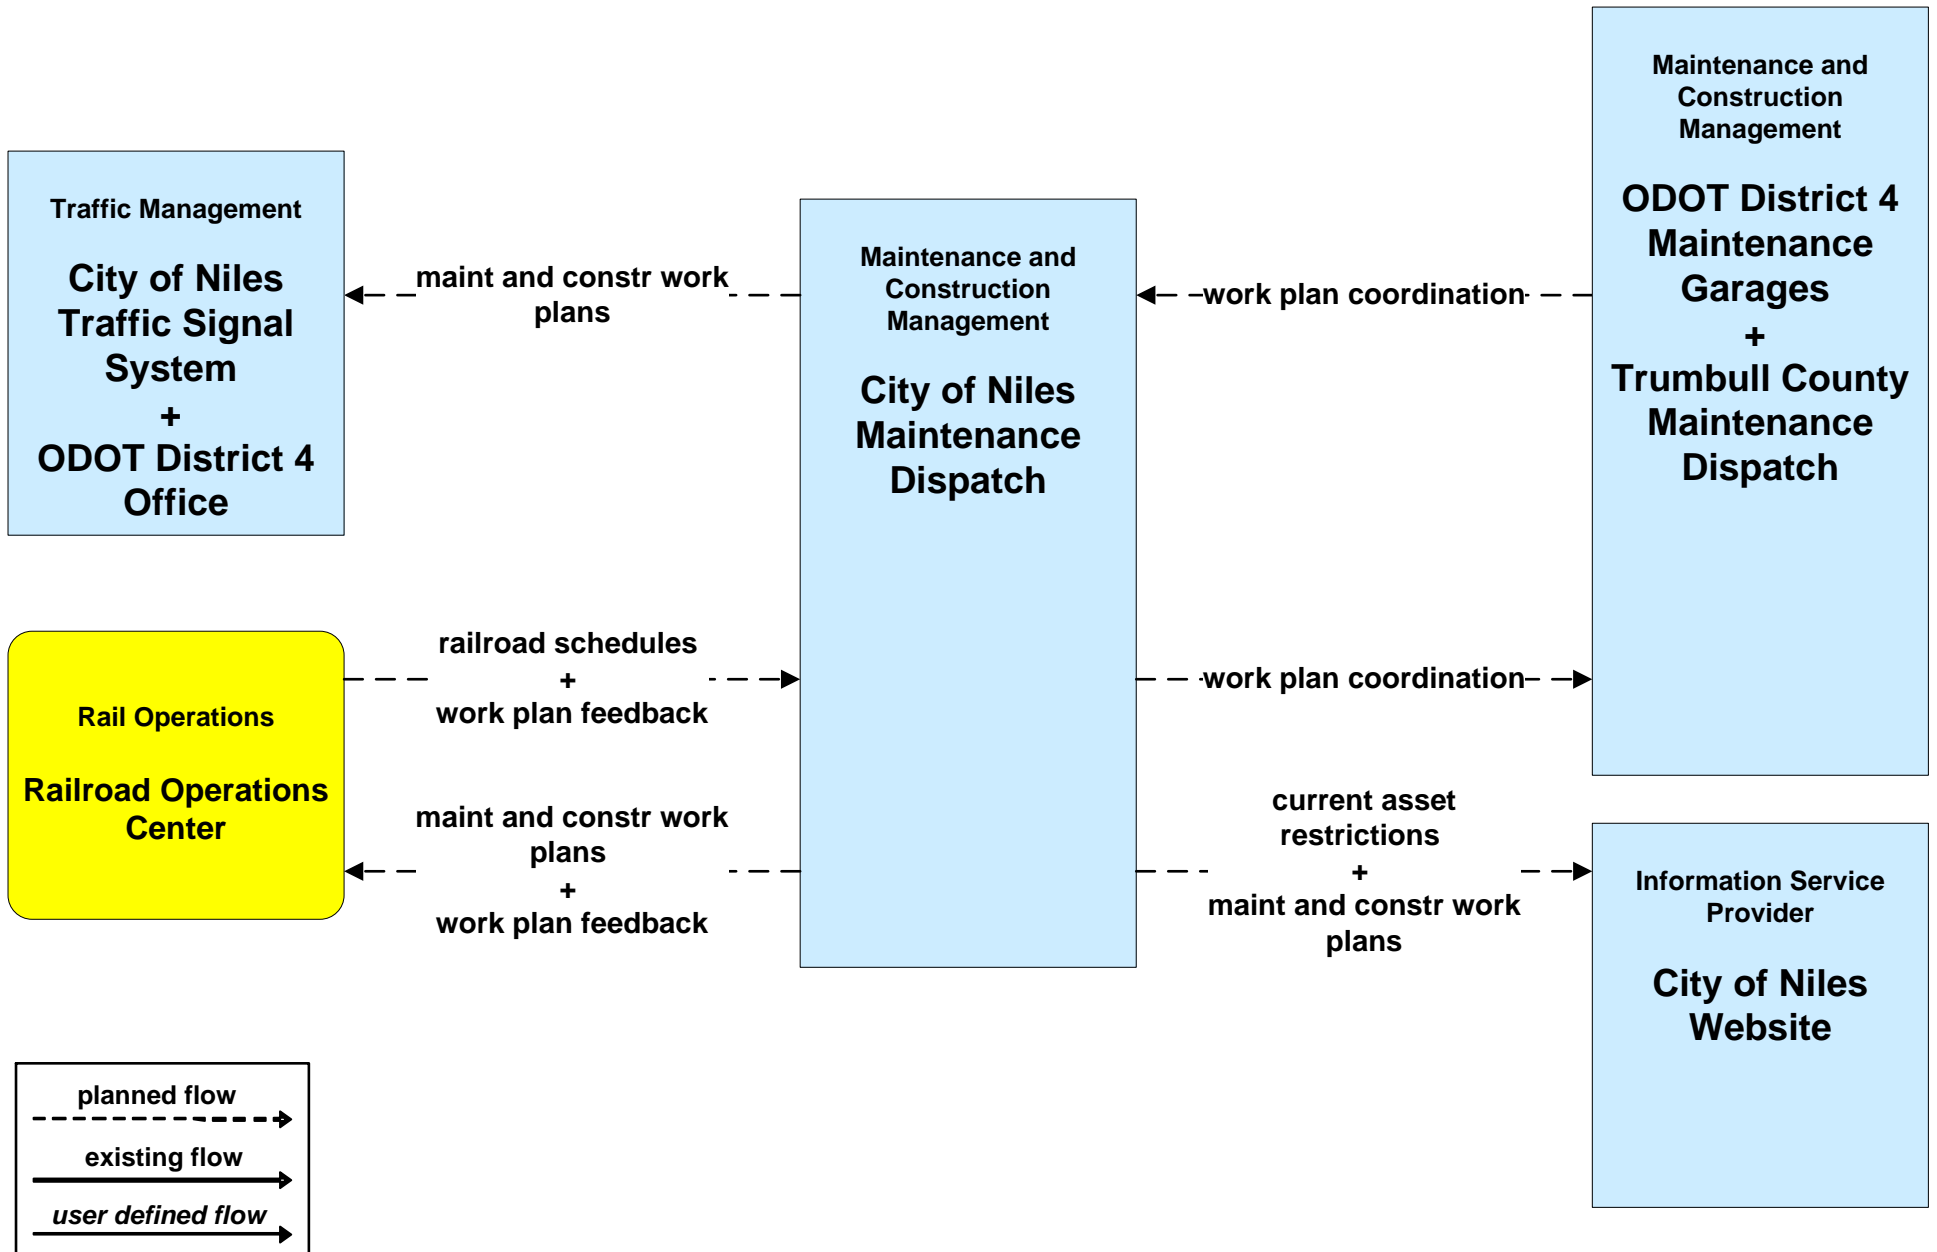 Traffic Management
City of Niles
Traffic Signal
System
+
ODOT District 4
Office
maint and constr work
plans
Maintenance and
Construction
Management
City of Niles
Maintenance
Dispatch
work plan coordination
Maintenance and
Construction
Management
ODOT District 4
Maintenance
Garages
+
Trumbull County
Maintenance
Dispatch
Rail Operations
Railroad Operations
Center
railroad schedules
+
work plan feedback
maint and constr work
plans
+
work plan feedback
work plan coordination
current asset
restrictions
+
maint and constr work
plans
Information Service
Provider
City of Niles
Website
planned flow
existing flow
user defined flow